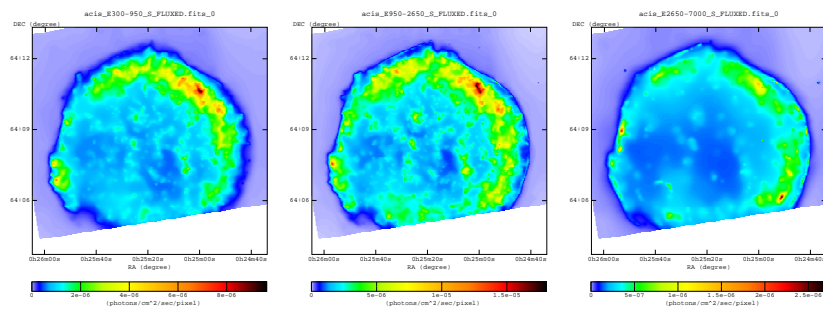 acis_E300-950_S_FLUXED.fits_0
DEC (degree)
64+12
64+09
64+06
0h26m00s 0h25m40s 0h25m20s 0h25m00s 0h24m40s
RA (degree)
0 2e-06 4e-06 6e-06 8e-06
(photons/cm^2/sec/pixel)
acis_E950-2650_S_FLUXED.fits_0
DEC (degree)
64+12
64+09
64+06
0h26m00s 0h25m40s 0h25m20s 0h25m00s 0h24m40s
RA (degree)
0 5e-06 1e-05 1.5e-05
(photons/cm^2/sec/pixel)
acis_E2650-7000_S_FLUXED.fits_0
DEC (degree)
64+12
64+09
64+06
0h26m00s 0h25m40s 0h25m20s 0h25m00s 0h24m40s
RA (degree)
0 5e-07 1e-06 1.5e-06 2e-06 2.5e-06
(photons/cm^2/sec/pixel)